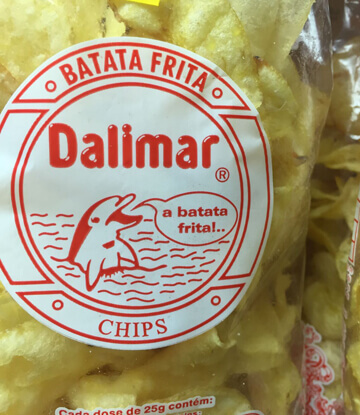 BATATA FRITA
Dalimar
®
a batata
frita!..
CHIPS
Cada dose de 25g contém: